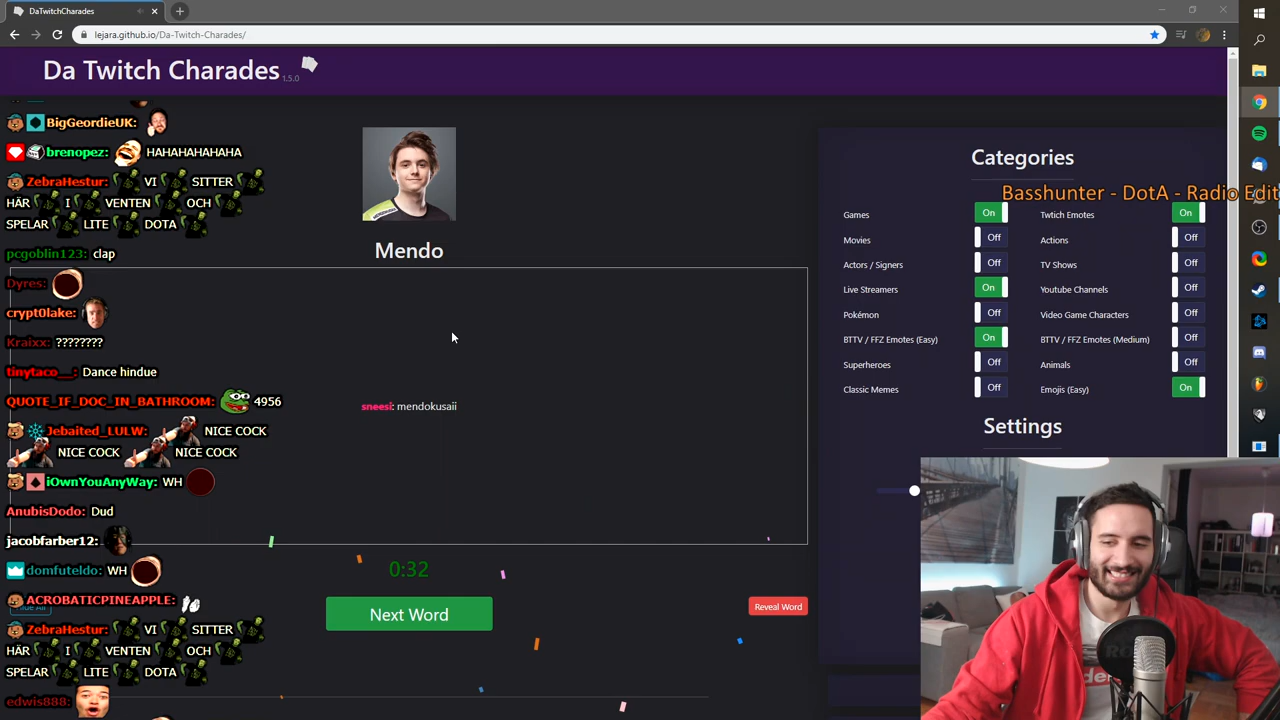 DaTwitchCharades
lejara.github.io/Da-Twitch-Charades/
Da Twitch Charades 1.5.0
BigGeordieUK:
brenopez: HAHAHAHAHAHA
ZebraHestur: VI SITTER
HÄR I VENTEN OCH
SPELAR LITE DOTA
pcgoblin123: clap
Dyres:
crypt0lake:
Kraixx: ????????
tinytaco__: Dance hindue
QUOTE_IF_DOC_IN_BATHROOM: 4956
Jebaited_LULW: NICE COCK
NICE COCK NICE COCK
iOwnYouAnyWay: WH
AnubisDodo: Dud
jacobfarber12:
domfuteldo: WH
ACROBATICPINEAPPLE:
Hide All
ZebraHestur: VI SITTER
HÄR I VENTEN OCH
SPELAR LITE DOTA
edwis888:
Mendo
sneesi: mendokusaii
0:32
Next Word
Reveal Word
Categories
Basshunter - DotA - Radio Edit
Games On Twtich Emotes On
Movies Off Actions Off
Actors / Signers Off TV Shows Off
Live Streamers On Youtube Channels Off
Pokémon Off Video Game Characters Off
BTTV / FFZ Emotes (Easy) On BTTV / FFZ Emotes (Medium) Off
Superheroes Off Animals Off
Classic Memes Off Emojis (Easy) On
Settings